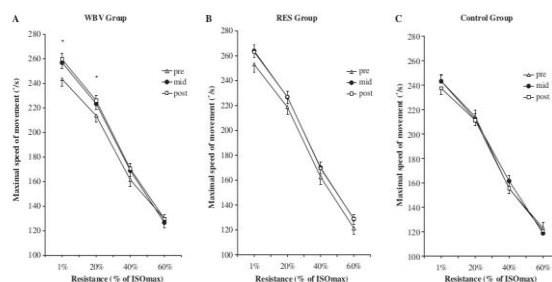 A WBV Group
280
260
240
220
200
180
160
140
120
100
Maximal speed of movement (°/s)
*
*
pre
mid
post
1% 20% 40% 60%
Resistance (% of ISOmax)
B RES Group
280
260
240
220
200
180
160
140
120
100
Maximal speed of movement (°/s)
pre
mid
post
1% 20% 40% 60%
Resistance (% of ISOmax)
C Control Group
280
260
240
220
200
180
160
140
120
100
Maximal speed of movement (°/s)
pre
mid
post
1% 20% 40% 60%
Resistance (% of ISOmax)